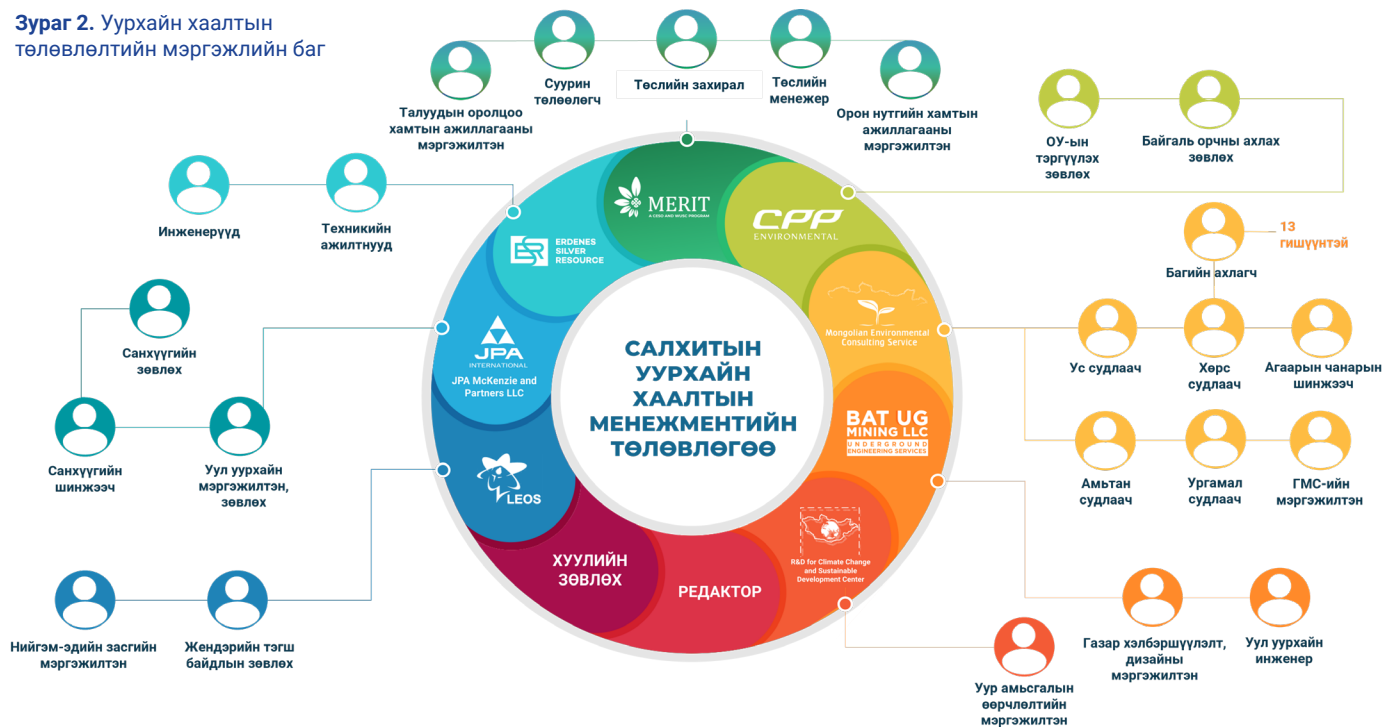 Зураг 2. Уурхайн хаалтын
төлөвлөлтийн мэргэжлийн баг
Талуудын оролцоо
хамтын ажиллагааны
мэргэжилтэн
Суурин
төлөөлөгч
Төслийн захирал
Төслийн
менежер
Орон нутгийн хамтын
ажиллагааны
мэргэжилтэн
ОУ-ын
тэргүүлэх
зөвлөх
Байгаль орчны ахлах
зөвлөх
Инженерүүд
Техникийн
ажилтнууд
13
гишүүнтэй
Багийн ахлагч
Ус судлаач
Хөрс
судлаач
Агаарын чанарын
шинжээч
Амьтан
судлаач
Ургамал
судлаач
ГМС-ийн
мэргэжилтэн
Санхүүгийн
зөвлөх
Санхүүгийн
шинжээч
Уул уурхайн
мэргэжилтэн,
зөвлөх
Нийгэм-эдийн засгийн
мэргэжилтэн
Жендэрийн тэгш
байдлын зөвлөх
Уур амьсгалын
өөрчлөлтийн
мэргэжилтэн
Газар хэлбэршүүлэлт,
дизайны
мэргэжилтэн
Уул уурхайн
инженер
MERIT
A CESO AND WUSC PROGRAM
CPP
ENVIRONMENTAL
Mongolian Environmental
Consulting Service
BAT UG
MINING LLC
UNDERGROUND
ENGINEERING SERVICES
R&D for Climate Change
and Sustainable
Development Center
РЕДАКТОР
ХУУЛИЙН
ЗӨВЛӨХ
LEOS
JPA
INTERNATIONAL
JPA McKenzie and
Partners LLC
ESR
ERDENES
SILVER
RESOURCE
САЛХИТЫН
УУРХАЙН
ХААЛТЫН
МЕНЕЖМЕНТИЙН
ТӨЛӨВЛӨГӨӨ